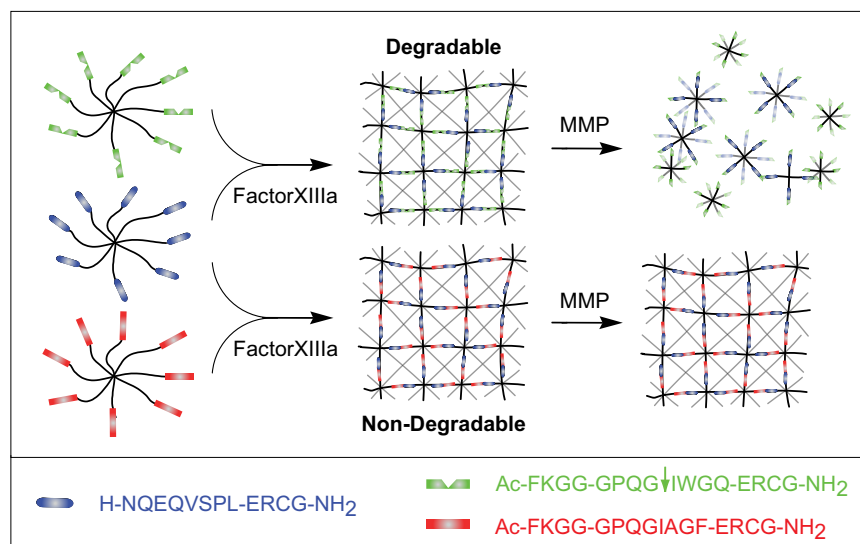 Degradable
MMP
FactorXIIIa
MMP
FactorXIIIa
Non-Degradable
H-NQEQVSPL-ERCG-NH2
Ac-FKGG-GPQG↓IWGQ-ERCG-NH2
Ac-FKGG-GPQGIAGF-ERCG-NH2